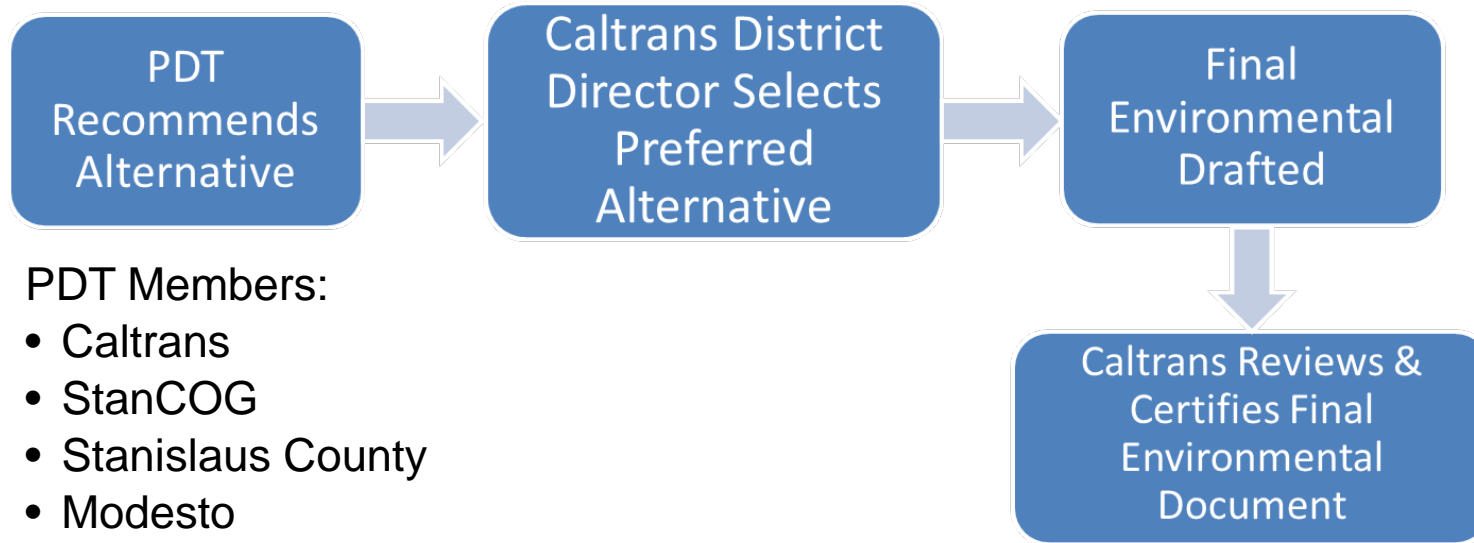 PDT
Recommends
Alternative
Caltrans District
Director Selects
Preferred
Alternative
Final
Environmental
Drafted
Caltrans Reviews &
Certifies Final
Environmental
Document
PDT Members:
• Caltrans
• StanCOG
• Stanislaus County
• Modesto